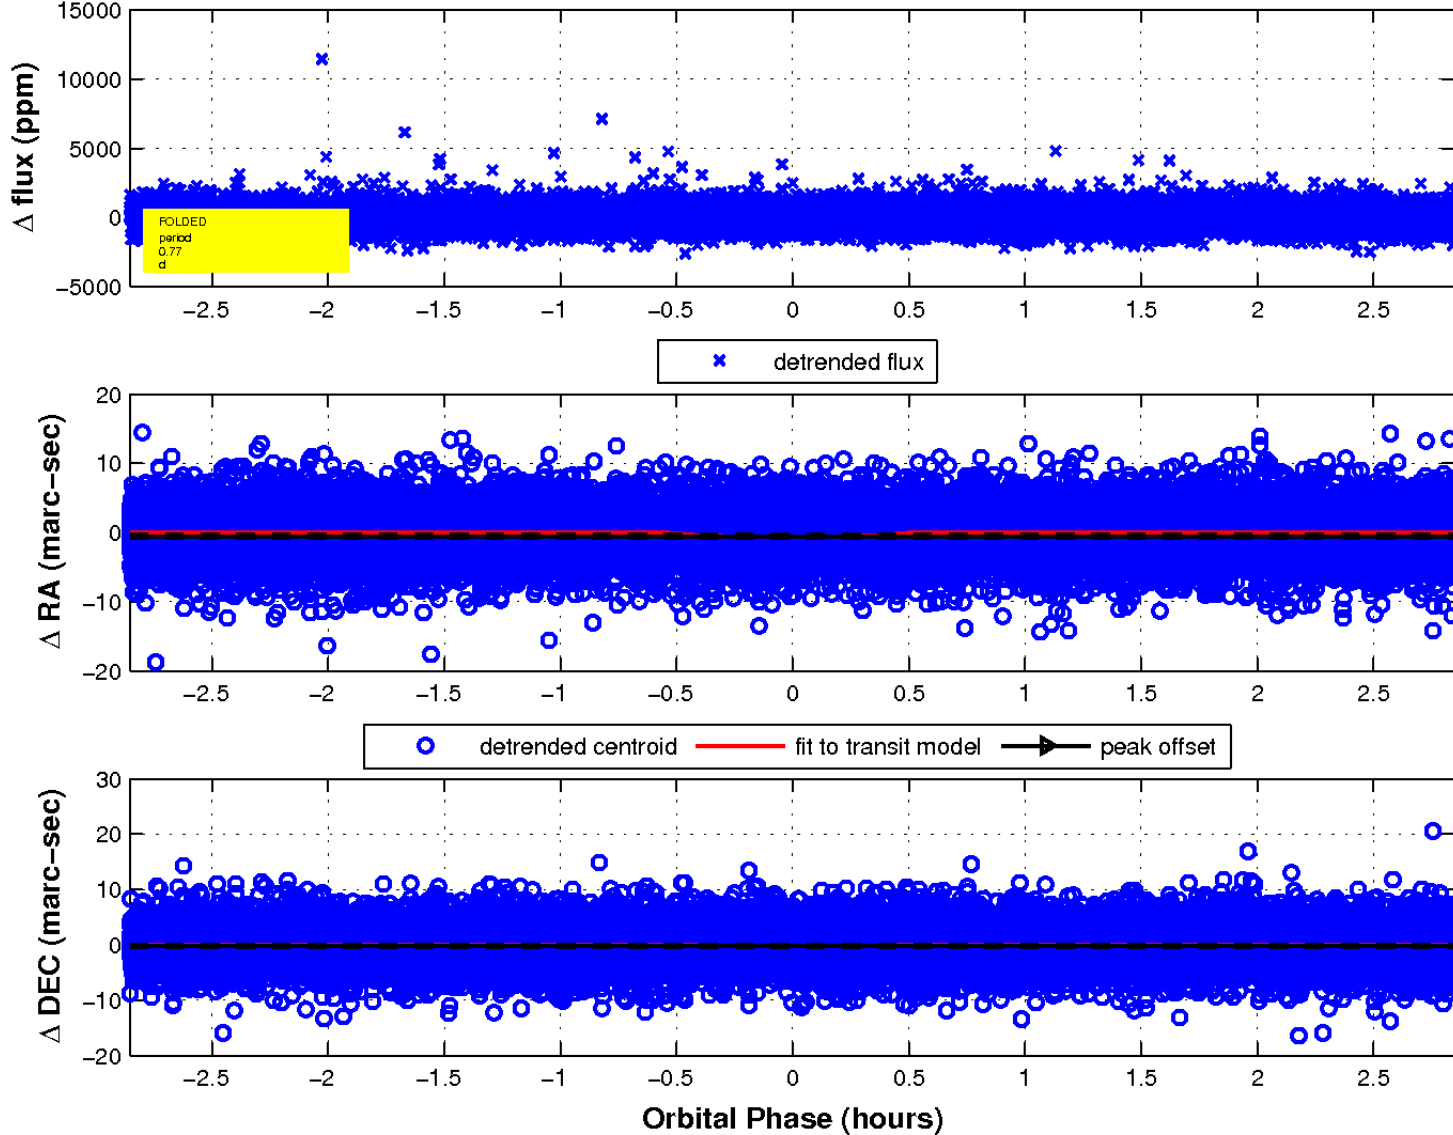 15000
10000
5000
0
−5000
Δ flux (ppm)
FOLDED
period
0.77
d
−2.5 −2 −1.5 −1 −0.5 0 0.5 1 1.5 2 2.5
detrended flux
20
10
0
−10
−20
Δ RA (marc−sec)
−2.5 −2 −1.5 −1 −0.5 0 0.5 1 1.5 2 2.5
detrended centroid fit to transit model peak offset
30
20
10
0
−10
−20
Δ DEC (marc−sec)
−2.5 −2 −1.5 −1 −0.5 0 0.5 1 1.5 2 2.5
Orbital Phase (hours)